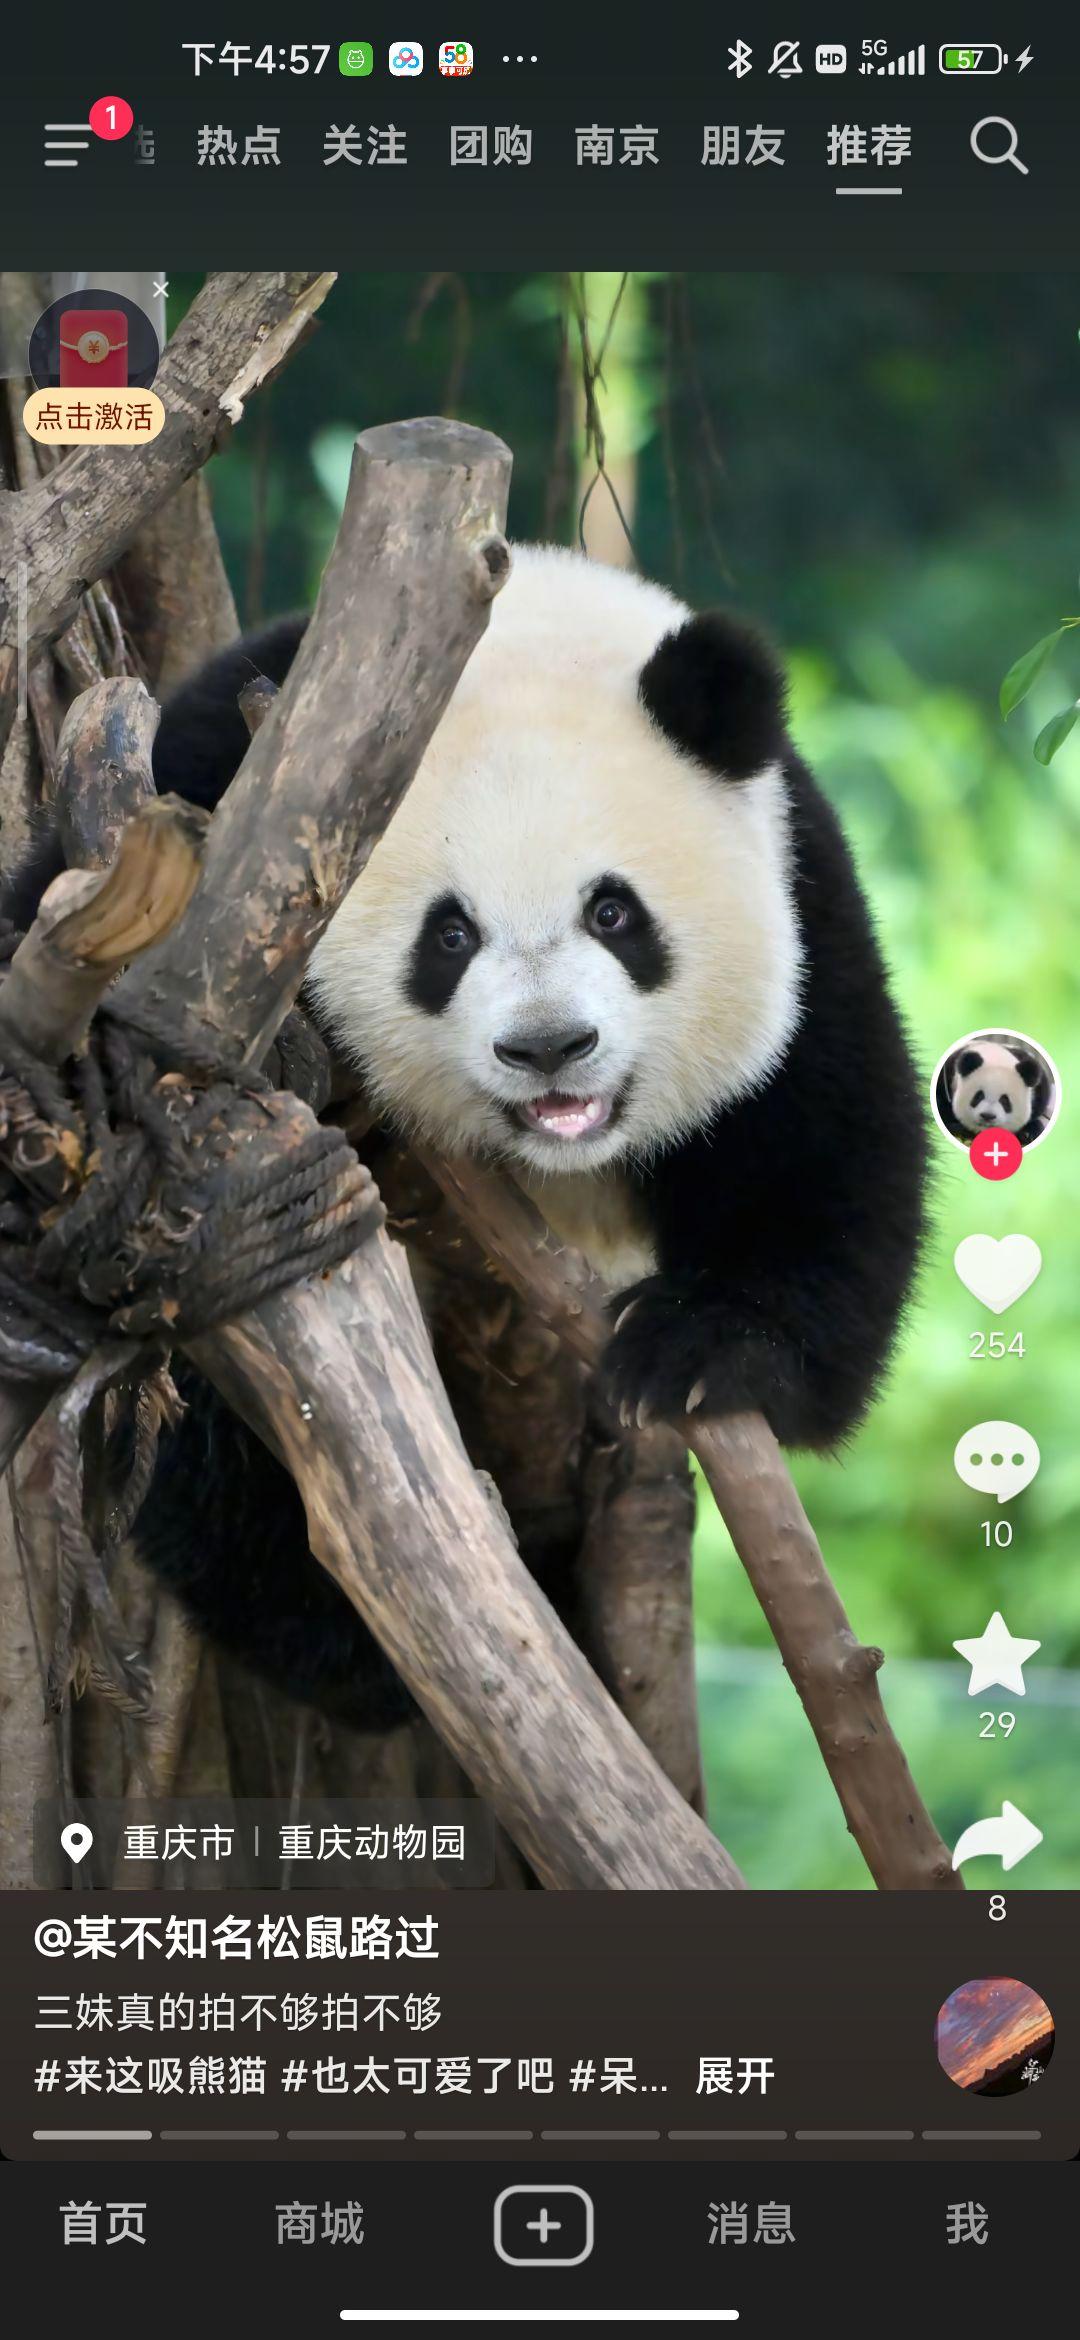 下午4:57
58
HD
5G
57
1
热点 关注 团购 南京 朋友 推荐
¥
点击激活
254
10
29
8
重庆市 | 重庆动物园
@某不知名松鼠路过
三妹真的拍不够拍不够
#来这吸熊猫 #也太可爱了吧 #呆... 展开
首页 商城 消息 我